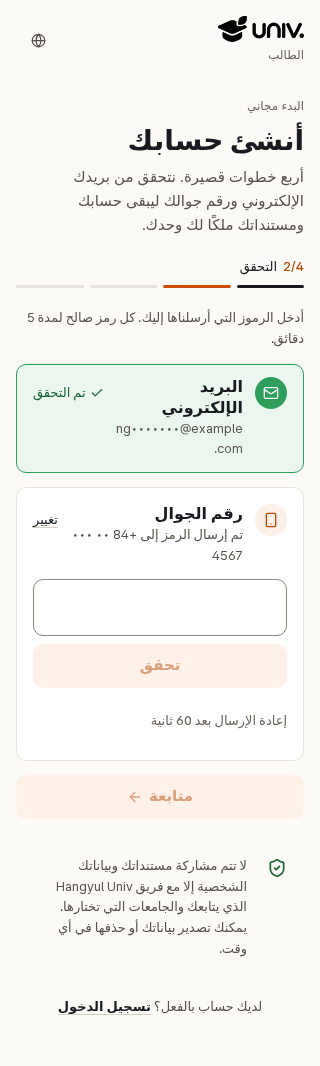 UNIV.
الطالب
البدء مجاني
أنشئ حسابك
أربع خطوات قصيرة. نتحقق من بريدك
الإلكتروني ورقم جوالك ليبقى حسابك
ومستنداتك ملكًا لك وحدك.
2/4 التحقق
أدخل الرموز التي أرسلناها إليك. كل رمز صالح لمدة 5
دقائق.
البريد
الإلكتروني
تم التحقق
ng•••••••@example
.com
رقم الجوال
تغيير
تم إرسال الرمز إلى +84 •• ••• 
4567
تحقق
إعادة الإرسال بعد 60 ثانية
متابعة ←
لا تتم مشاركة مستنداتك وبياناتك
الشخصية إلا مع فريق Hangyul Univ
الذي يتابعك والجامعات التي تختارها.
يمكنك تصدير بياناتك أو حذفها في أي
وقت.
لديك حساب بالفعل؟ تسجيل الدخول